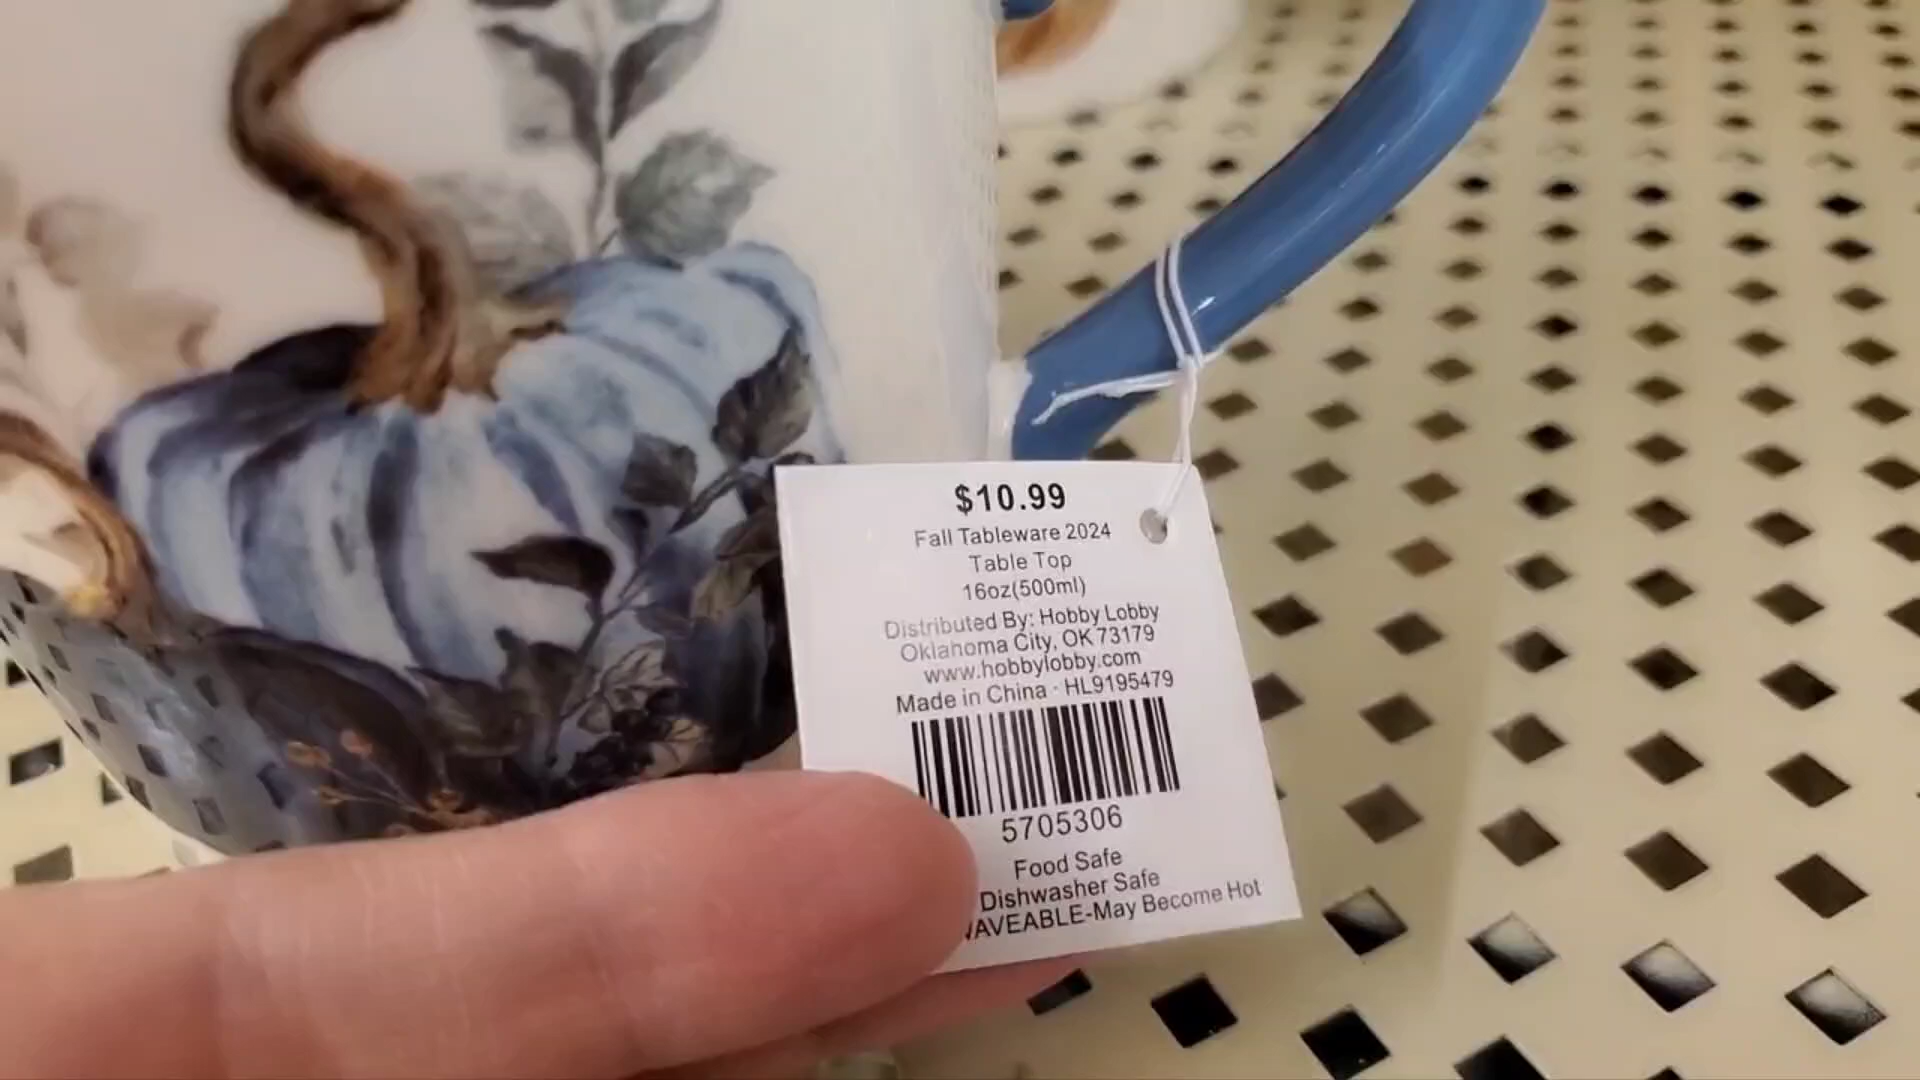 $10.99
Fall Tableware 2024
Table Top
16oz(500ml)
Distributed By: Hobby Lobby
Oklahoma City, OK 73179
www.hobbylobby.com
Made in China · HL9195479
5705306
Food Safe
Dishwasher Safe
WAVEABLE-May Become Hot